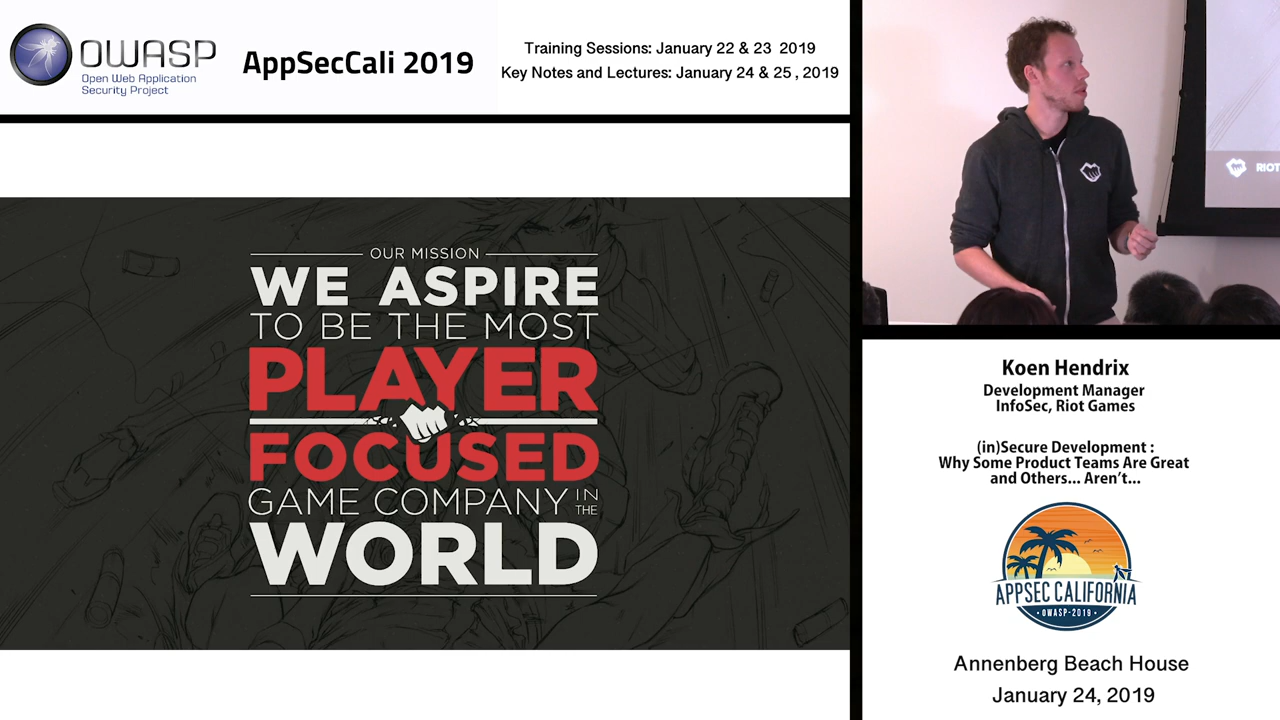 OWASP
Open Web Application
Security Project
AppSecCali 2019
Training Sessions: January 22 & 23 2019
Key Notes and Lectures: January 24 & 25 , 2019
OUR MISSION
WE ASPIRE
TO BE THE MOST
PLAYER
FOCUSED
GAME COMPANY IN THE
WORLD
RIOT
Koen Hendrix
Development Manager
InfoSec, Riot Games
(in)Secure Development :
Why Some Product Teams Are Great
and Others... Aren't...
APPSEC CALIFORNIA
• OWASP-2019 •
Annenberg Beach House
January 24, 2019